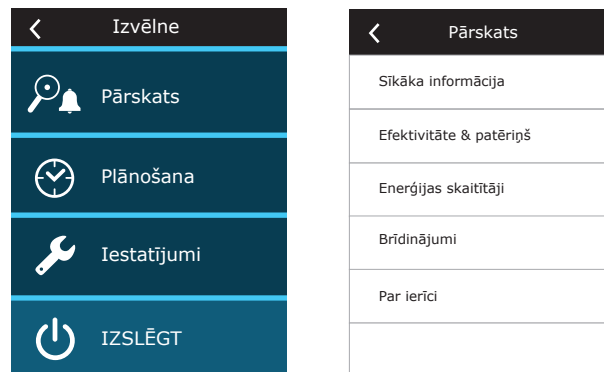 Izvēlne
Pārskats
Plānošana
Iestatījumi
IZSLĒGT
Pārskats
Sīkāka informācija
Efektivitāte & patēriņš
Enerģijas skaitītāji
Brīdinājumi
Par ierīci